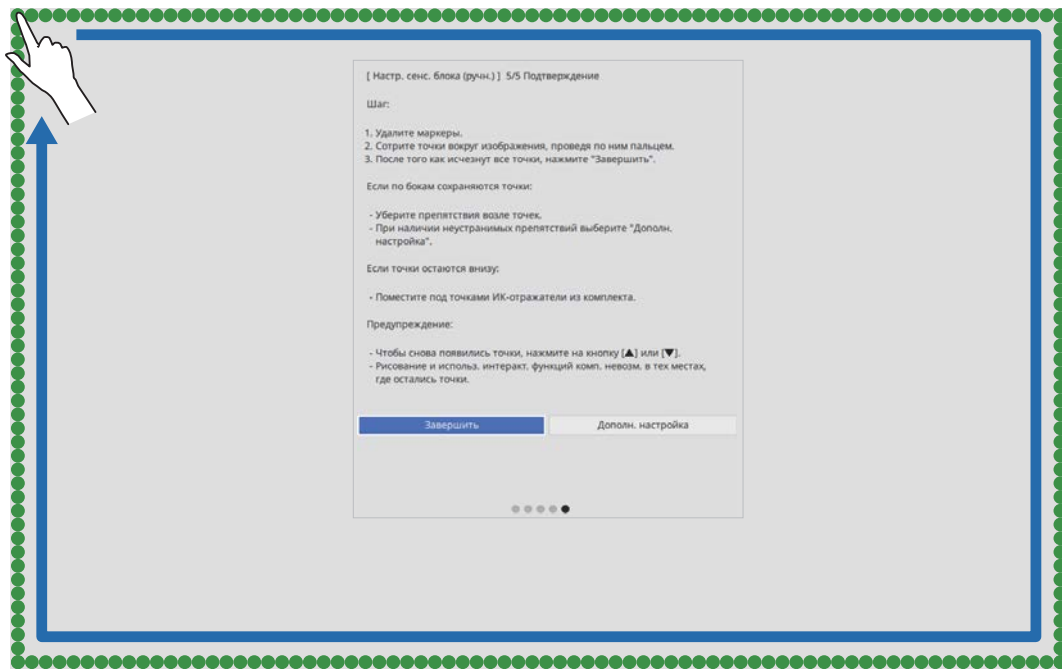 [ Настр. сенс. блока (ручн.) ] 5/5 Подтверждение
Шаг:
1. Удалите маркеры.
2. Сотрите точки вокруг изображения, проведя по ним пальцем.
3. После того как исчезнут все точки, нажмите "Завершить".
Если по бокам сохраняются точки:
- Уберите препятствия возле точек.
- При наличии неустранимых препятствий выберите "Дополн.
настройка".
Если точки остаются внизу:
- Поместите под точками ИК-отражатели из комплекта.
Предупреждение:
- Чтобы снова появились точки, нажмите на кнопку [▲] или [▼].
- Рисование и использ. интеракт. функций комп. невозм. в тех местах,
где остались точки.
Завершить
Дополн. настройка